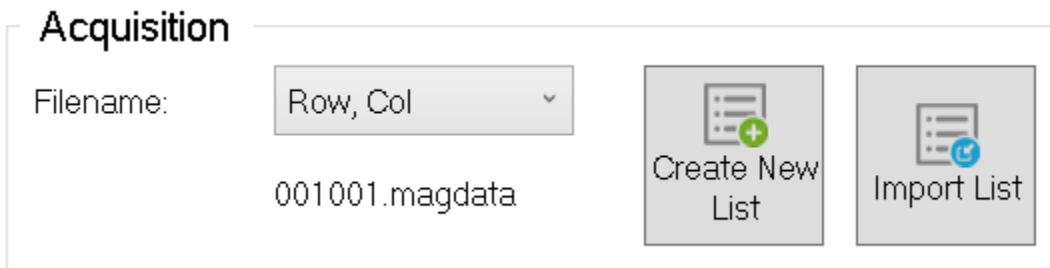 Acquisition
Filename:
Row, Col
001001.magdata
Create New
List
Import List